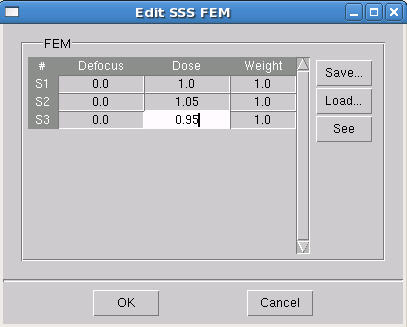 Edit SSS FEM
FEM
# Defocus Dose Weight
S1 0.0 1.0 1.0
S2 0.0 1.05 1.0
S3 0.0 0.95 1.0
Save...
Load...
See
OK Cancel